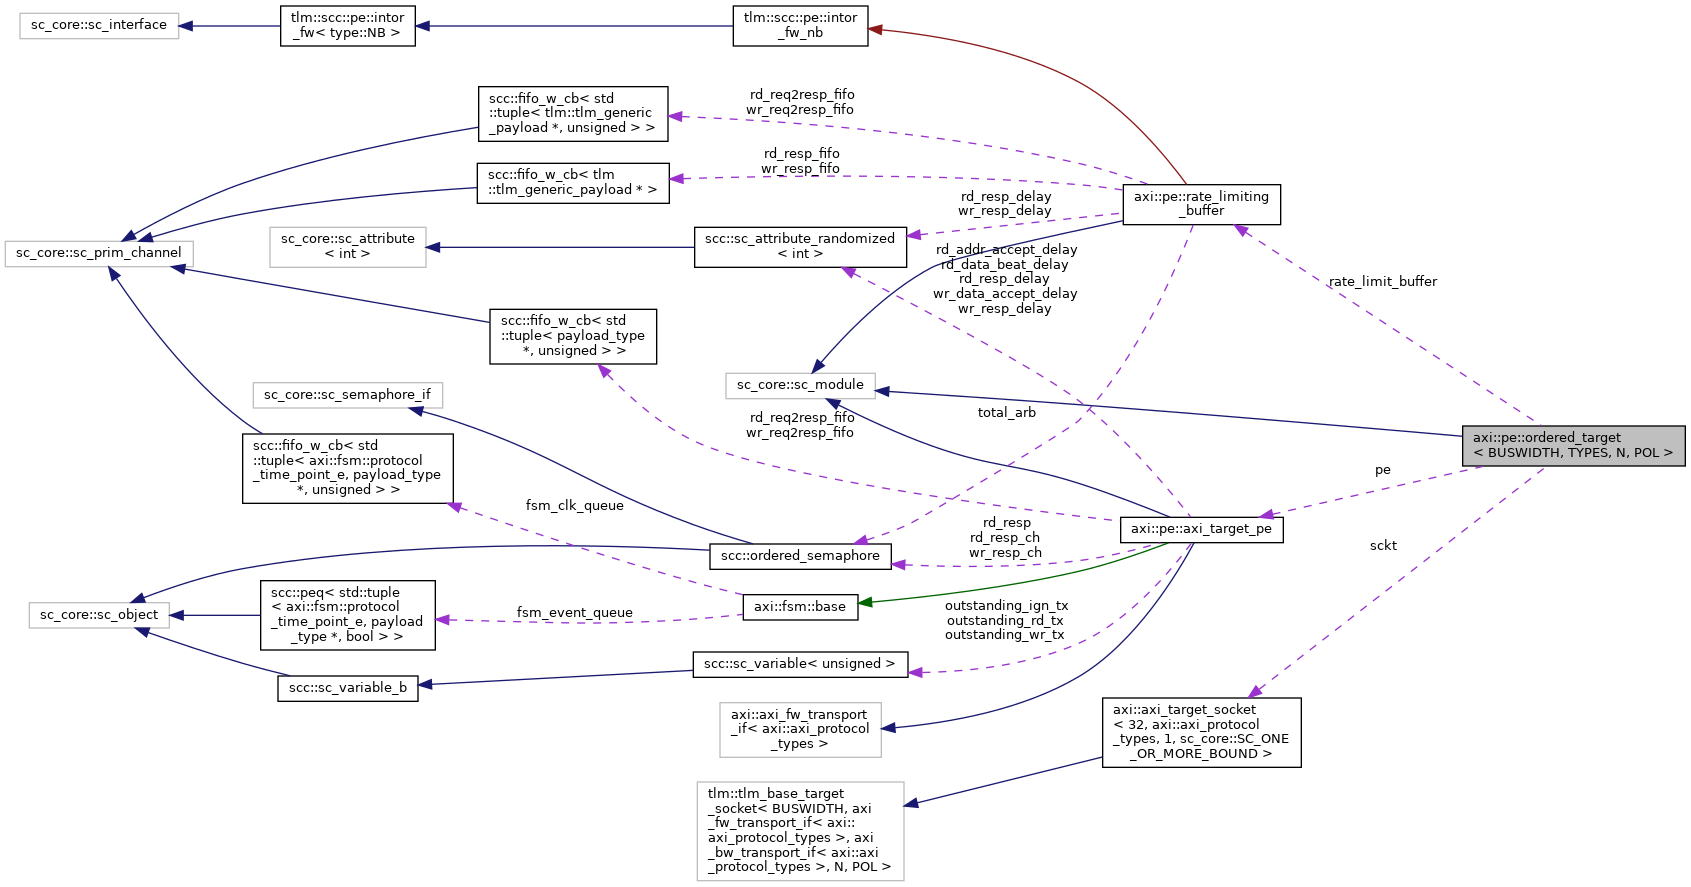 sc_core::sc_interface
tlm::scc::pe::intor
_fw< type::NB >
tlm::scc::pe::intor
_fw_nb
scc::fifo_w_cb< std
::tuple< tlm::tlm_generic
_payload *, unsigned > >
rd_req2resp_fifo
wr_req2resp_fifo
scc::fifo_w_cb< tlm
::tlm_generic_payload * >
rd_resp_fifo
wr_resp_fifo
axi::pe::rate_limiting
_buffer
rd_resp_delay
wr_resp_delay
sc_core::sc_prim_channel
sc_core::sc_attribute
< int >
scc::sc_attribute_randomized
< int >
rd_addr_accept_delay
rd_data_beat_delay
rd_resp_delay
wr_data_accept_delay
wr_resp_delay
rate_limit_buffer
scc::fifo_w_cb< std
::tuple< payload_type
*, unsigned > >
sc_core::sc_semaphore_if
sc_core::sc_module
total_arb
rd_req2resp_fifo
wr_req2resp_fifo
axi::pe::ordered_target
< BUSWIDTH, TYPES, N, POL >
scc::fifo_w_cb< std
::tuple< axi::fsm::protocol
_time_point_e, payload_type
*, unsigned > >
pe
fsm_clk_queue
rd_resp
rd_resp_ch
wr_resp_ch
axi::pe::axi_target_pe
scc::ordered_semaphore
sckt
sc_core::sc_object
scc::peq< std::tuple
< axi::fsm::protocol
_time_point_e, payload
_type *, bool > >
fsm_event_queue
axi::fsm::base
outstanding_ign_tx
outstanding_rd_tx
outstanding_wr_tx
scc::sc_variable_b
scc::sc_variable< unsigned >
axi::axi_fw_transport
_if< axi::axi_protocol
_types >
axi::axi_target_socket
< 32, axi::axi_protocol
_types, 1, sc_core::SC_ONE
_OR_MORE_BOUND >
tlm::tlm_base_target
_socket< BUSWIDTH, axi
_fw_transport_if< axi::
axi_protocol_types >, axi
_bw_transport_if< axi::axi
_protocol_types >, N, POL >